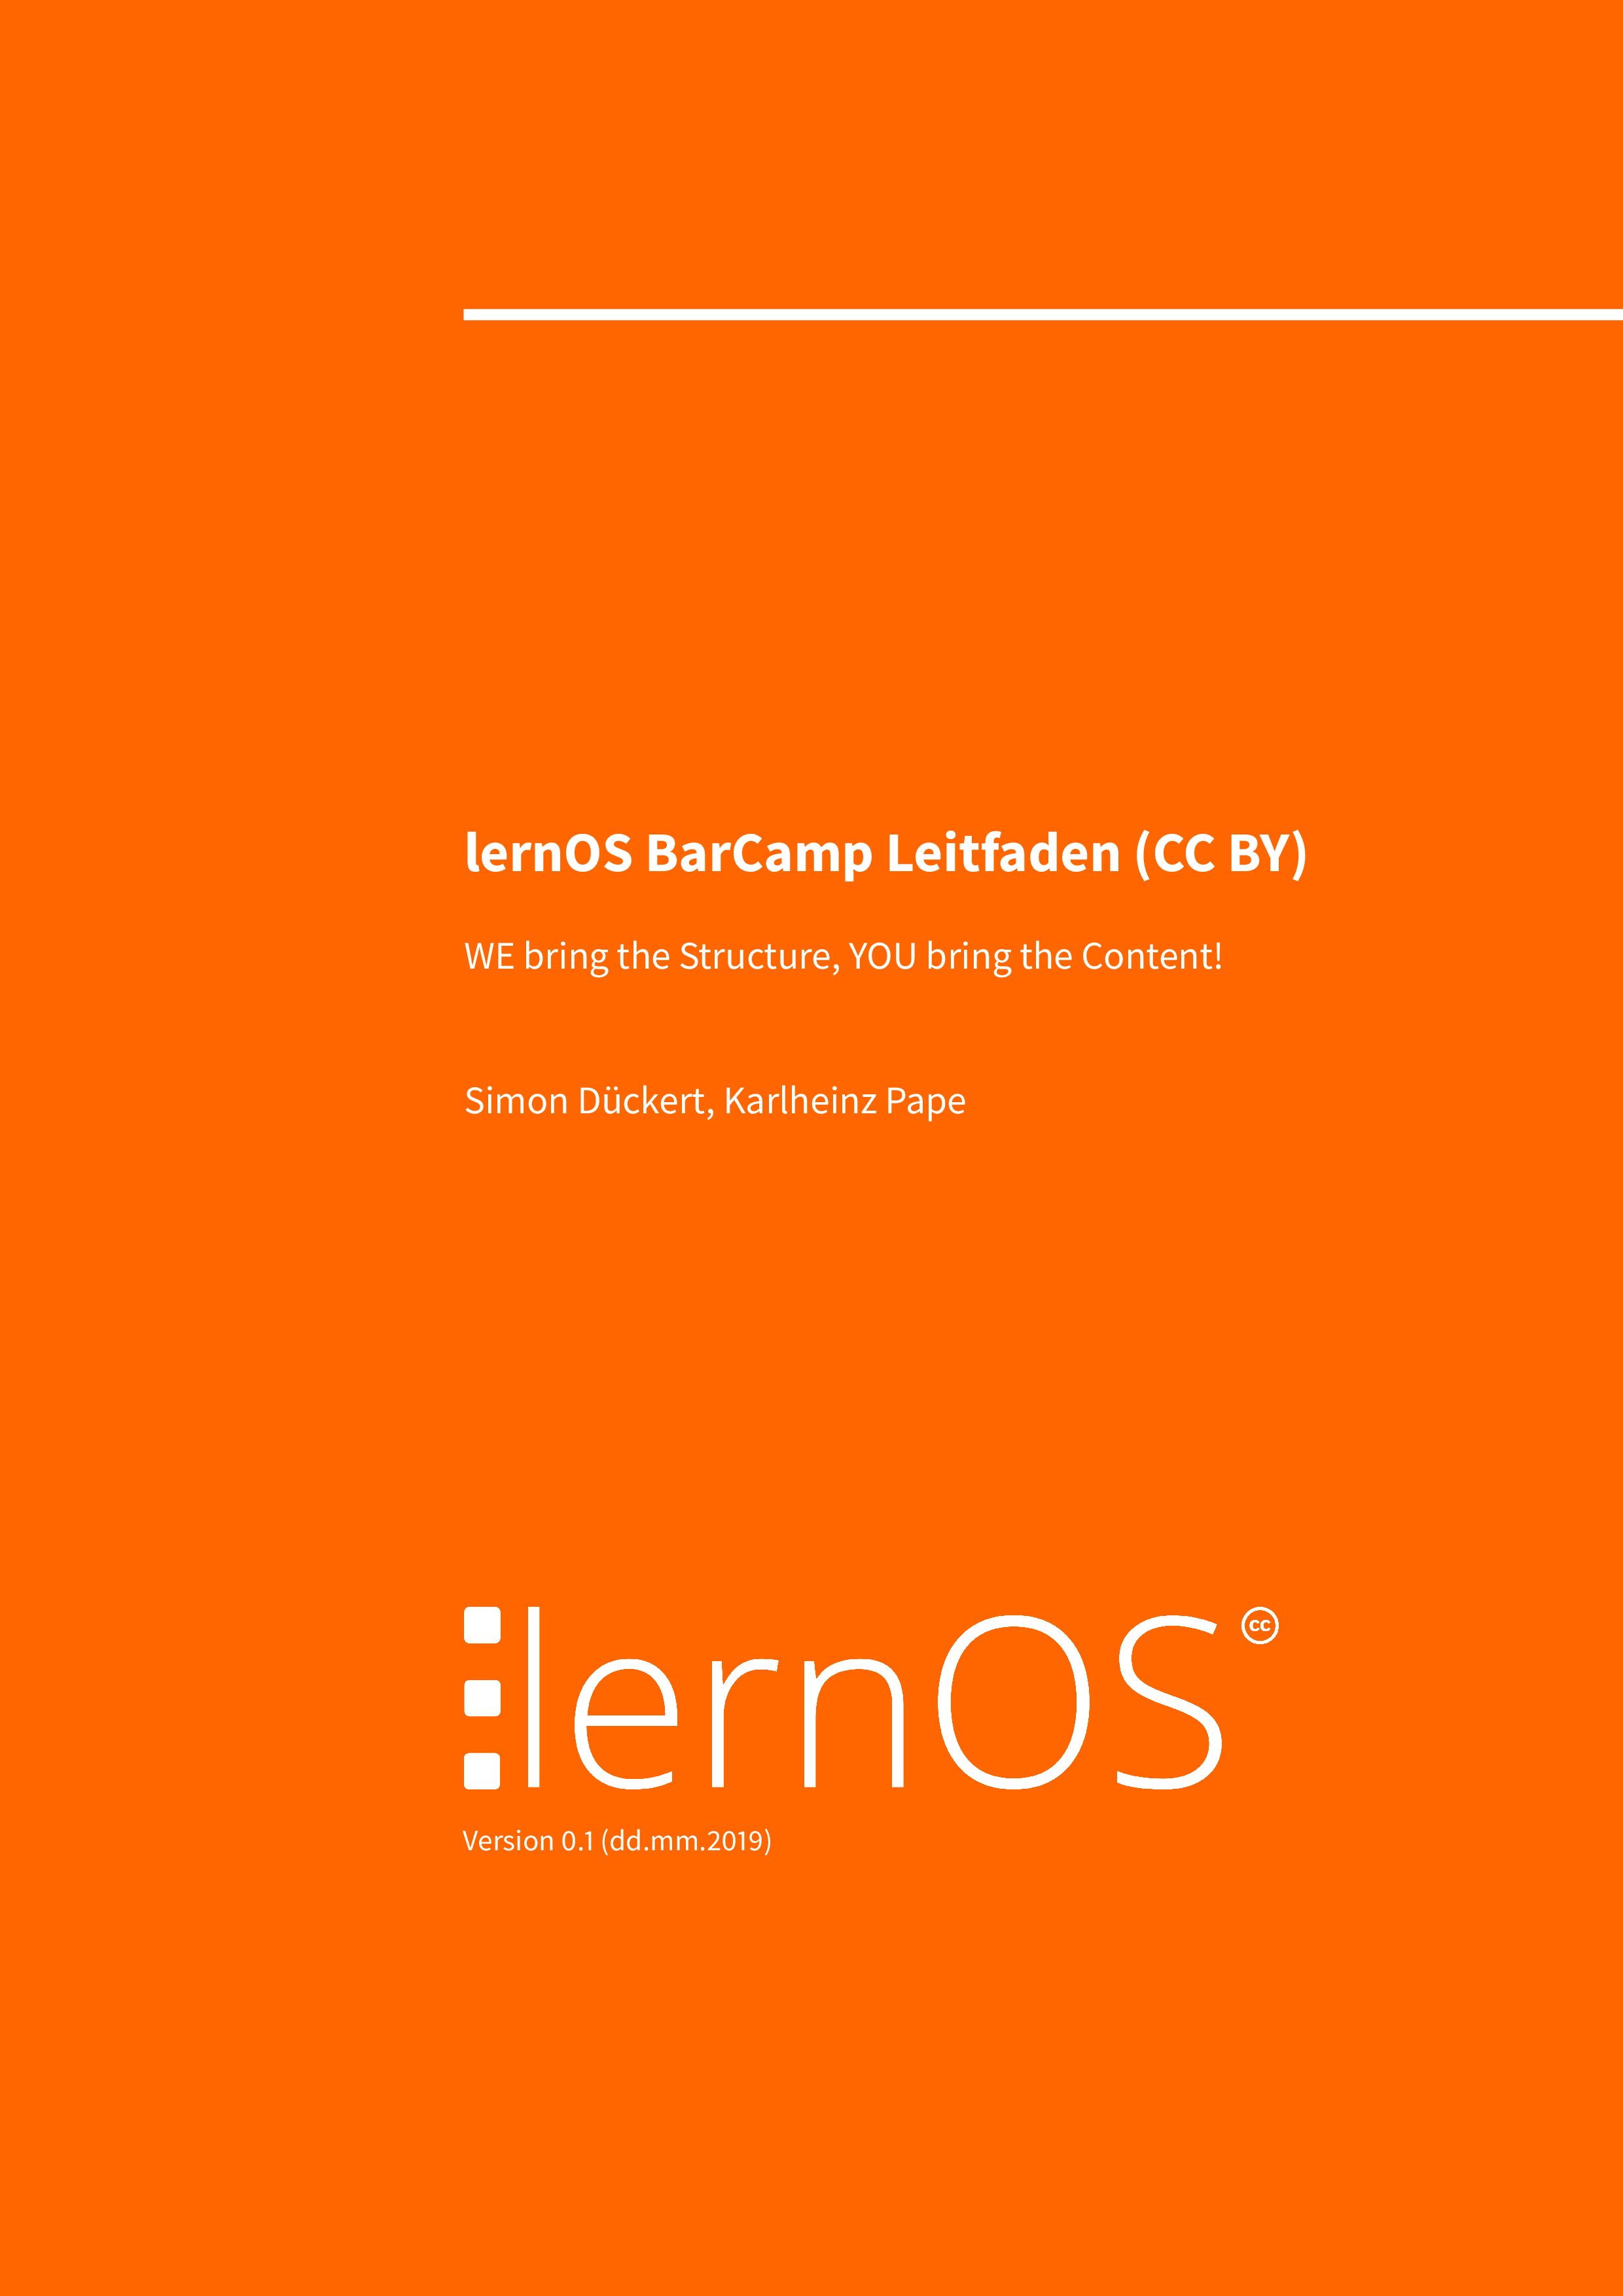 lernOS BarCamp Leitfaden (CC BY)
WE bring the Structure, YOU bring the Content!
Simon Dückert, Karlheinz Pape
lernOS cc
Version 0.1 (dd.mm.2019)